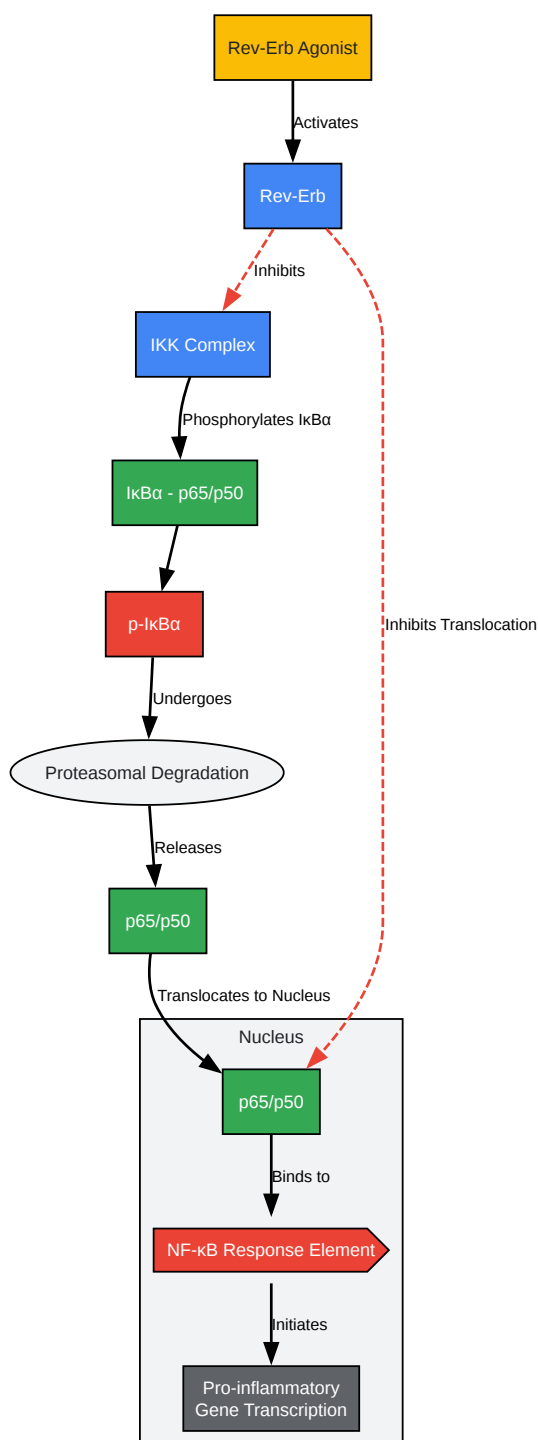 Rev-Erb Agonist
Activates
Rev-Erb
Inhibits
IKK Complex
Phosphorylates IκBα
IκBα - p65/p50
p-IκBα
Inhibits Translocation
Undergoes
Proteasomal Degradation
Releases
p65/p50
Translocates to Nucleus
Nucleus
p65/p50
Binds to
NF-κB Response Element
Initiates
Pro-inflammatory
Gene Transcription